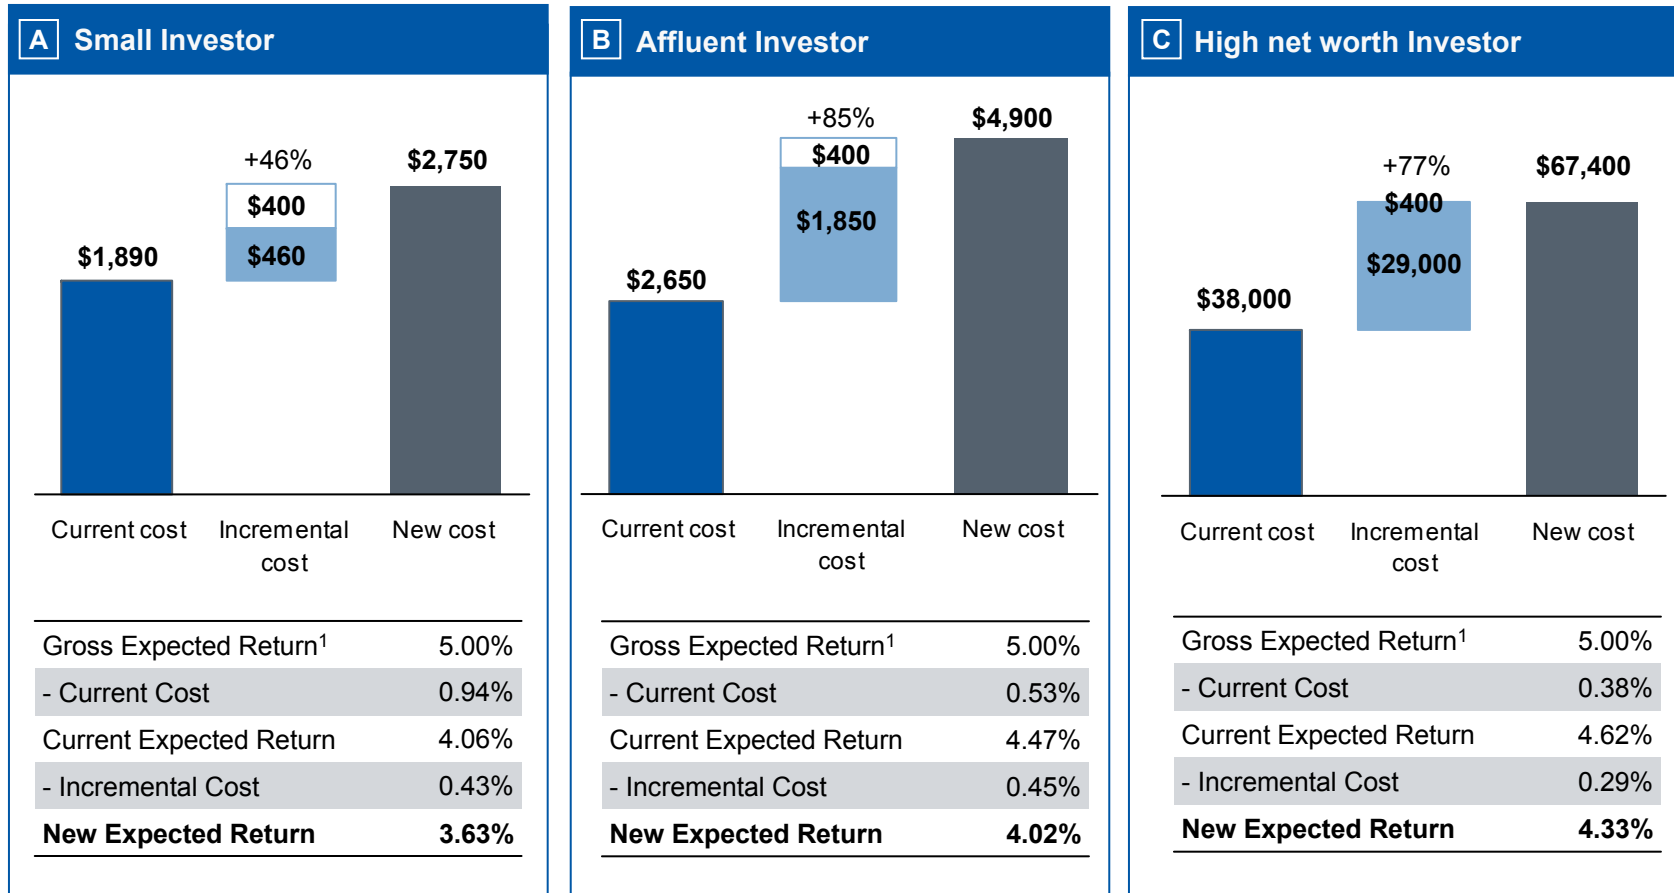 A Small Investor
+46%
$2,750
$400
$1,890
$460
Current cost Incremental New cost
cost
Gross Expected Return¹ 5.00%
- Current Cost 0.94%
Current Expected Return 4.06%
- Incremental Cost 0.43%
New Expected Return 3.63%
B Affluent Investor
+85%
$4,900
$400
$1,850
$2,650
Current cost Incremental New cost
cost
Gross Expected Return¹ 5.00%
- Current Cost 0.53%
Current Expected Return 4.47%
- Incremental Cost 0.45%
New Expected Return 4.02%
C High net worth Investor
+77%
$67,400
$400
$29,000
$38,000
Current cost Incremental New cost
cost
Gross Expected Return¹ 5.00%
- Current Cost 0.38%
Current Expected Return 4.62%
- Incremental Cost 0.29%
New Expected Return 4.33%